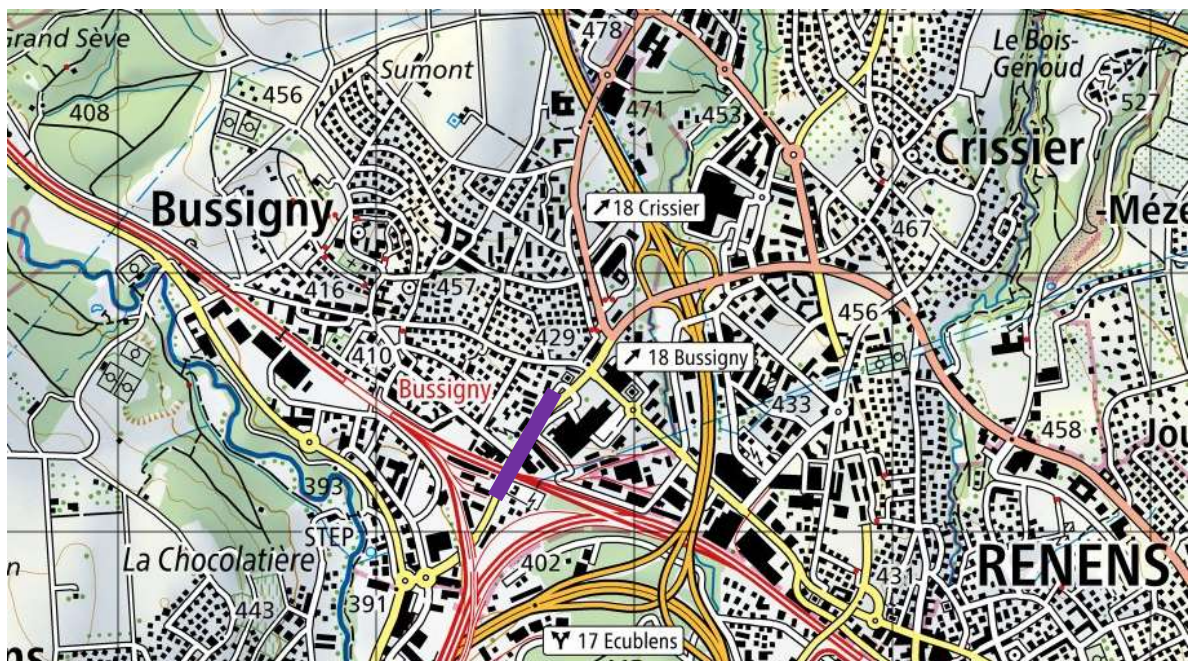 Grand Sève
478
Le Bois-
Genoud
Sumont
456
408
471
453
527
Crissier
Bussigny
18 Crissier
-Méze
467
416
457
456
429
410
18 Bussigny
Bussigny
433
458
Jou
393
STEP
La Chocolatière
402
RENENS
431
391
443
17 Ecublens
ns